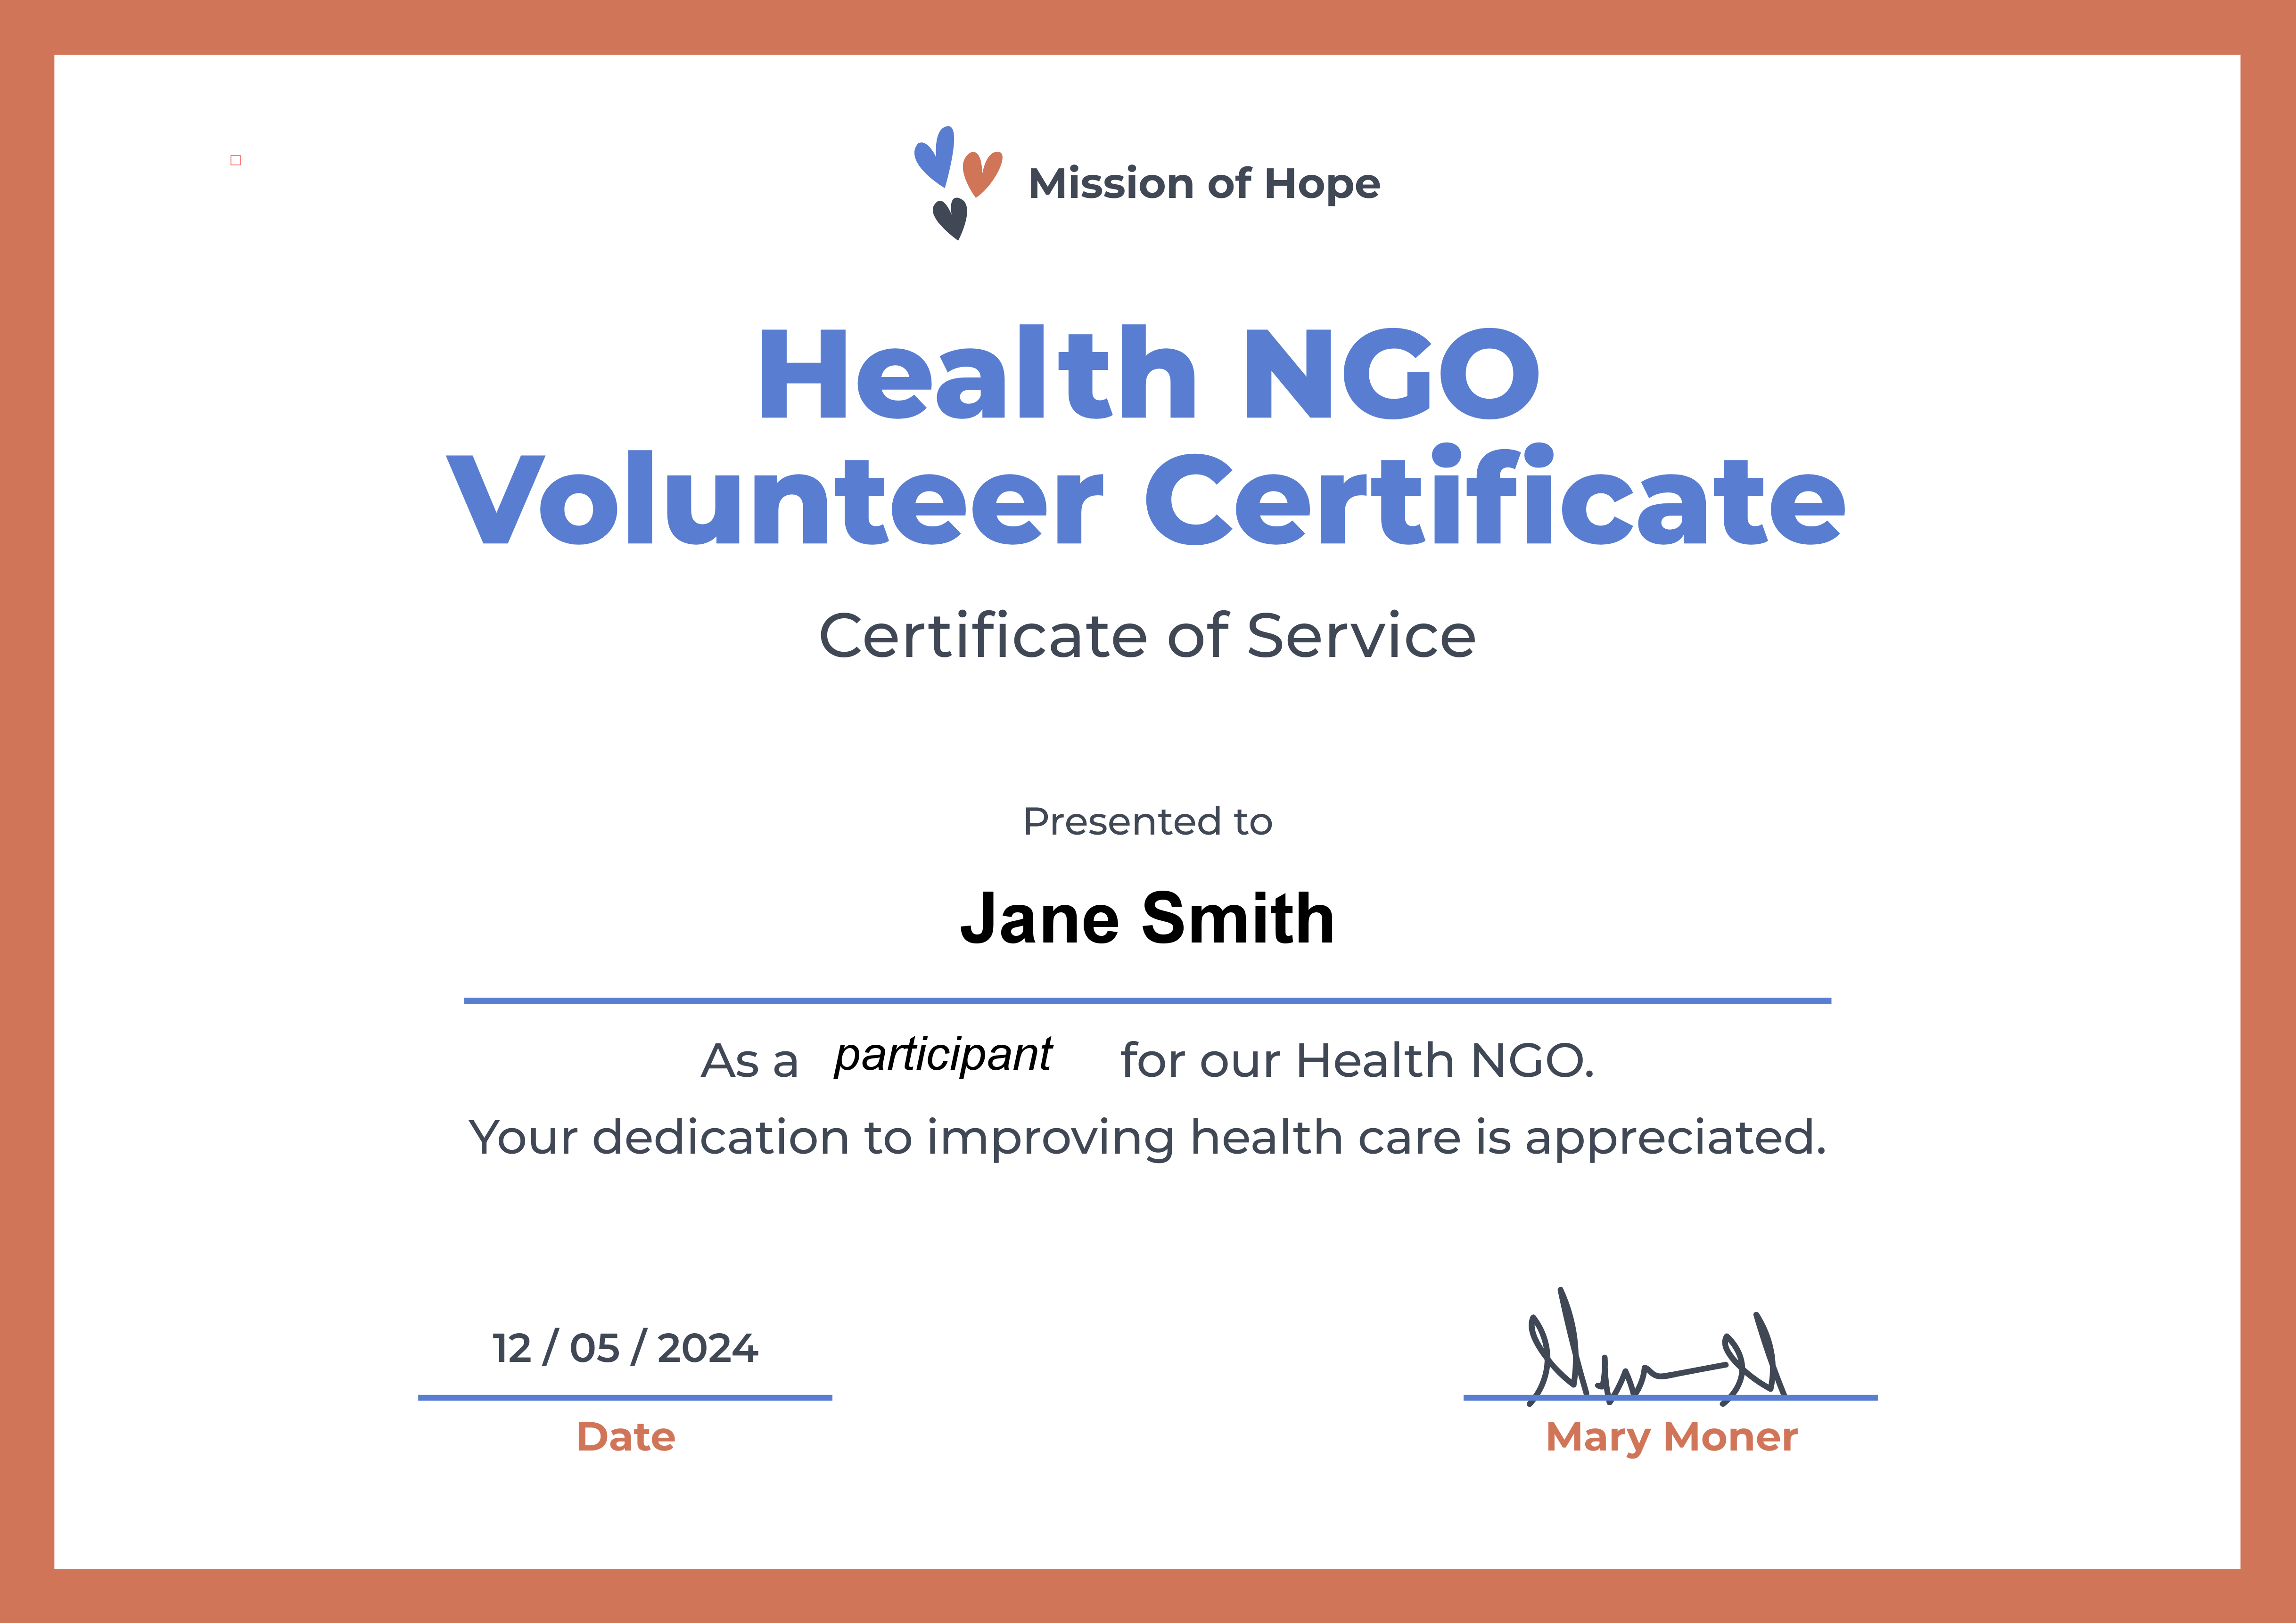 Mission of Hope
Health NGO
Volunteer Certificate
Certificate of Service
Presented to
Jane Smith
As a participant for our Health NGO.
Your dedication to improving health care is appreciated.
12 / 05 / 2024
Date
Mary Moner